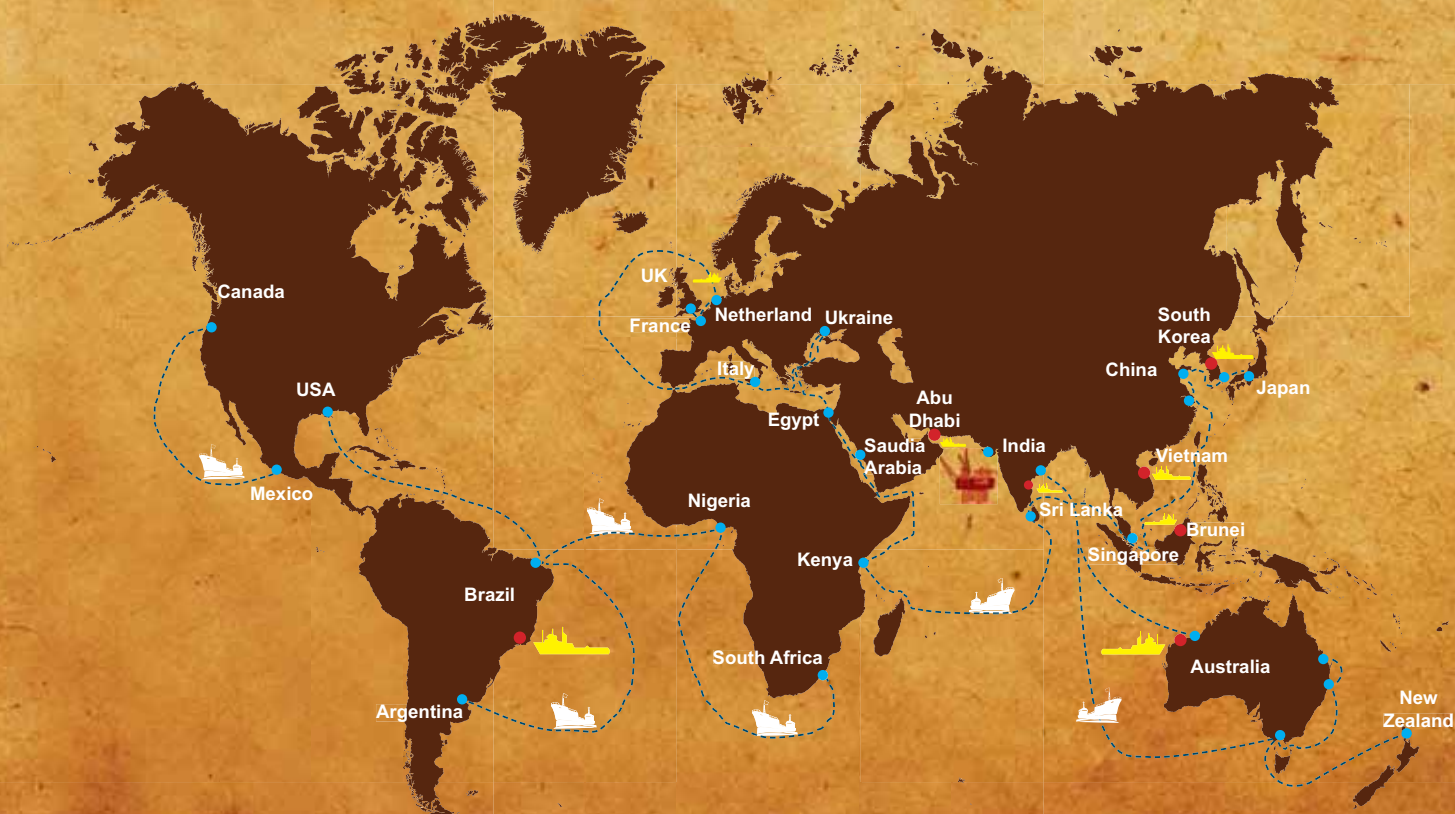 Canada
USA
Mexico
Brazil
Argentina
UK
France
Netherland
Ukraine
Italy
Egypt
Abu
Dhabi
Saudia
Arabia
Nigeria
Kenya
South Africa
India
Sri Lanka
South
Korea
China
Japan
Vietnam
Brunei
Singapore
Australia
New
Zealand